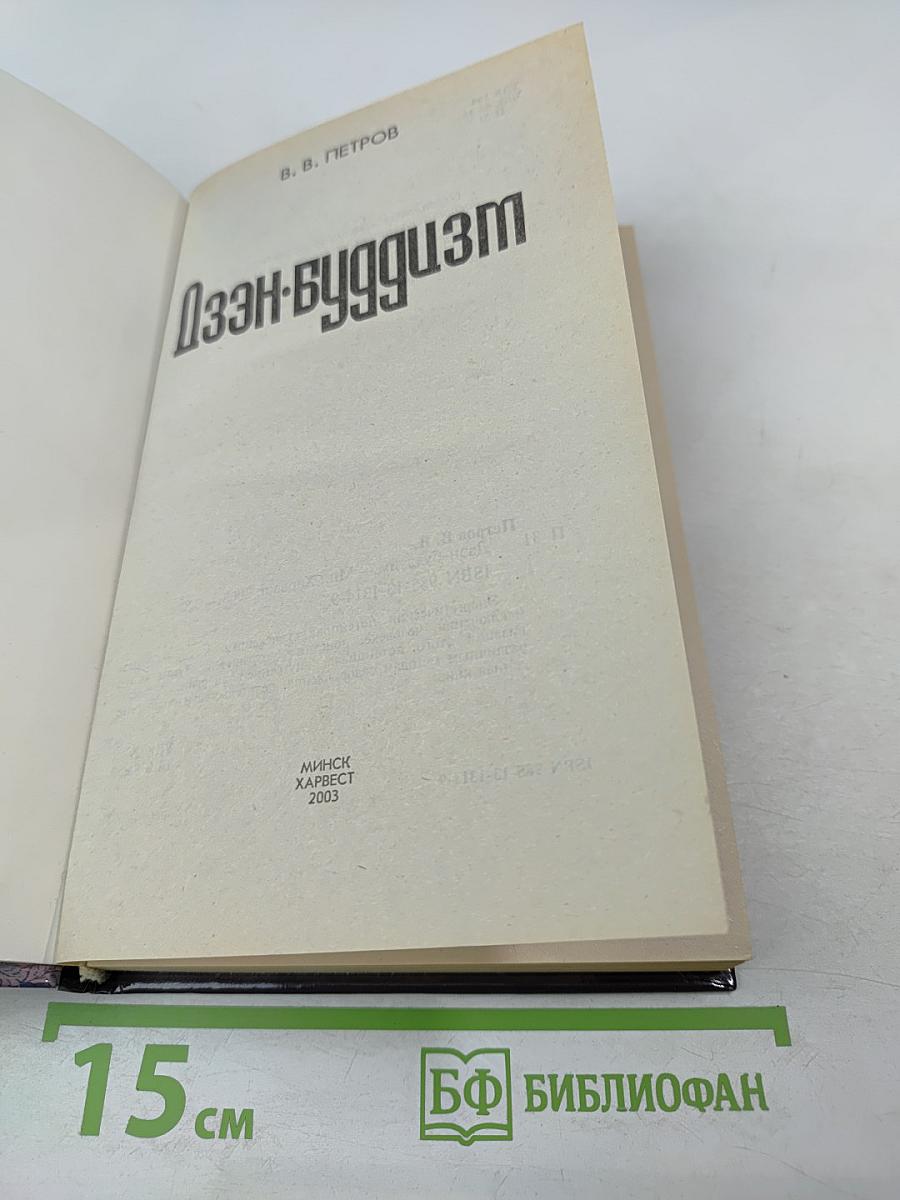 В. В. ПЕТРОВ
Дзэн·Буддизм
МИНСК
ХАРВЕСТ
2003
15 см
БФ БИБЛИОФАН